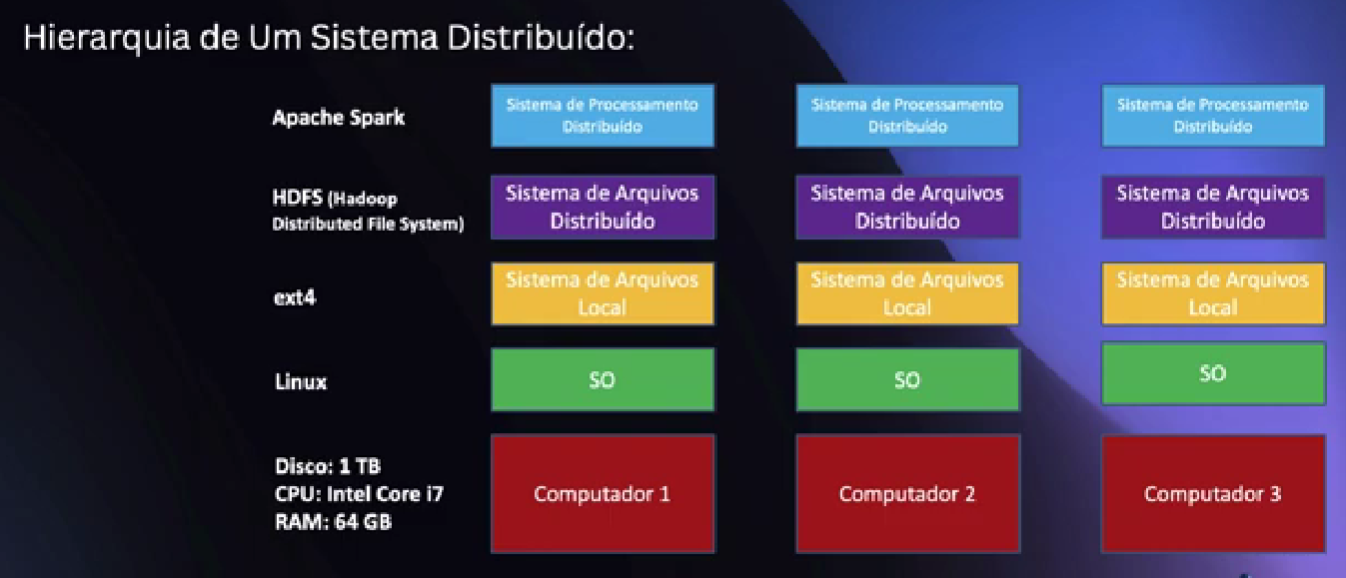 Hierarquia de Um Sistema Distribuído:
Apache Spark
Sistema de Processamento
Distribuído
Sistema de Processamento
Distribuído
Sistema de Processamento
Distribuído
HDFS (Hadoop
Distributed File System)
Sistema de Arquivos
Distribuído
Sistema de Arquivos
Distribuído
Sistema de Arquivos
Distribuído
ext4
Sistema de Arquivos
Local
Sistema de Arquivos
Local
Sistema de Arquivos
Local
Linux
SO
SO
SO
Disco: 1 TB
CPU: Intel Core i7
RAM: 64 GB
Computador 1
Computador 2
Computador 3